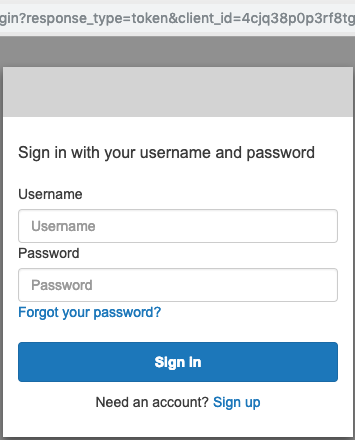 gin?response_type=token&client_id=4cjq38p0p3rf8tg
Sign in with your username and password
Username
Username
Password
Password
Forgot your password?
Sign in
Need an account? Sign up